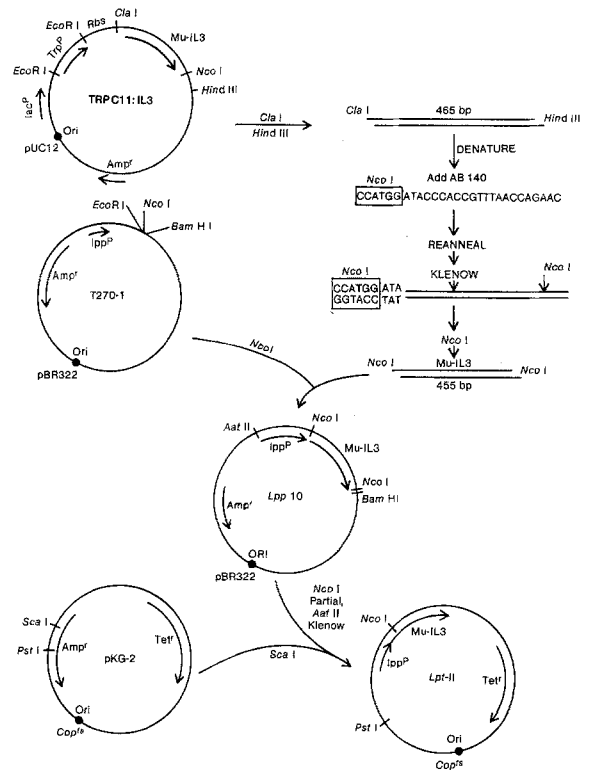 Cla I
EcoR I
Rbs
TrpP
Mu-IL3
EcoR I
Nco I
TRPC11: IL3
Hind III
lacP
Ori
pUC12
Ampr
Cla I
Hind III
Cla I
465 bp
Hind III
DENATURE
Nco I
Add AB 140
CCATGG ATACCCACCGTTTAACCAGAAC
REANNEAL
KLENOW
Nco I
Nco I
CCATGG ATA
GGTACC TAT
Nco I
Nco I
Mu-IL3
Nco I
455 bp
EcoR I
Nco I
Bam H I
lppP
Ampr
T270-1
Ori
pBR322
Nco I
Aat II
Nco I
lppP
Mu-IL3
Nco I
Bam HI
Lpp 10
Ampr
ORI
pBR322
Nco I
Partial,
Aat II
Klenow
Sca I
Sca I
Pst I
Ampr
Tetr
pKG-2
Ori
Copts
Nco I
Mu-IL3
lppP
Lpt-II
Tetr
Pst I
Ori
Copts